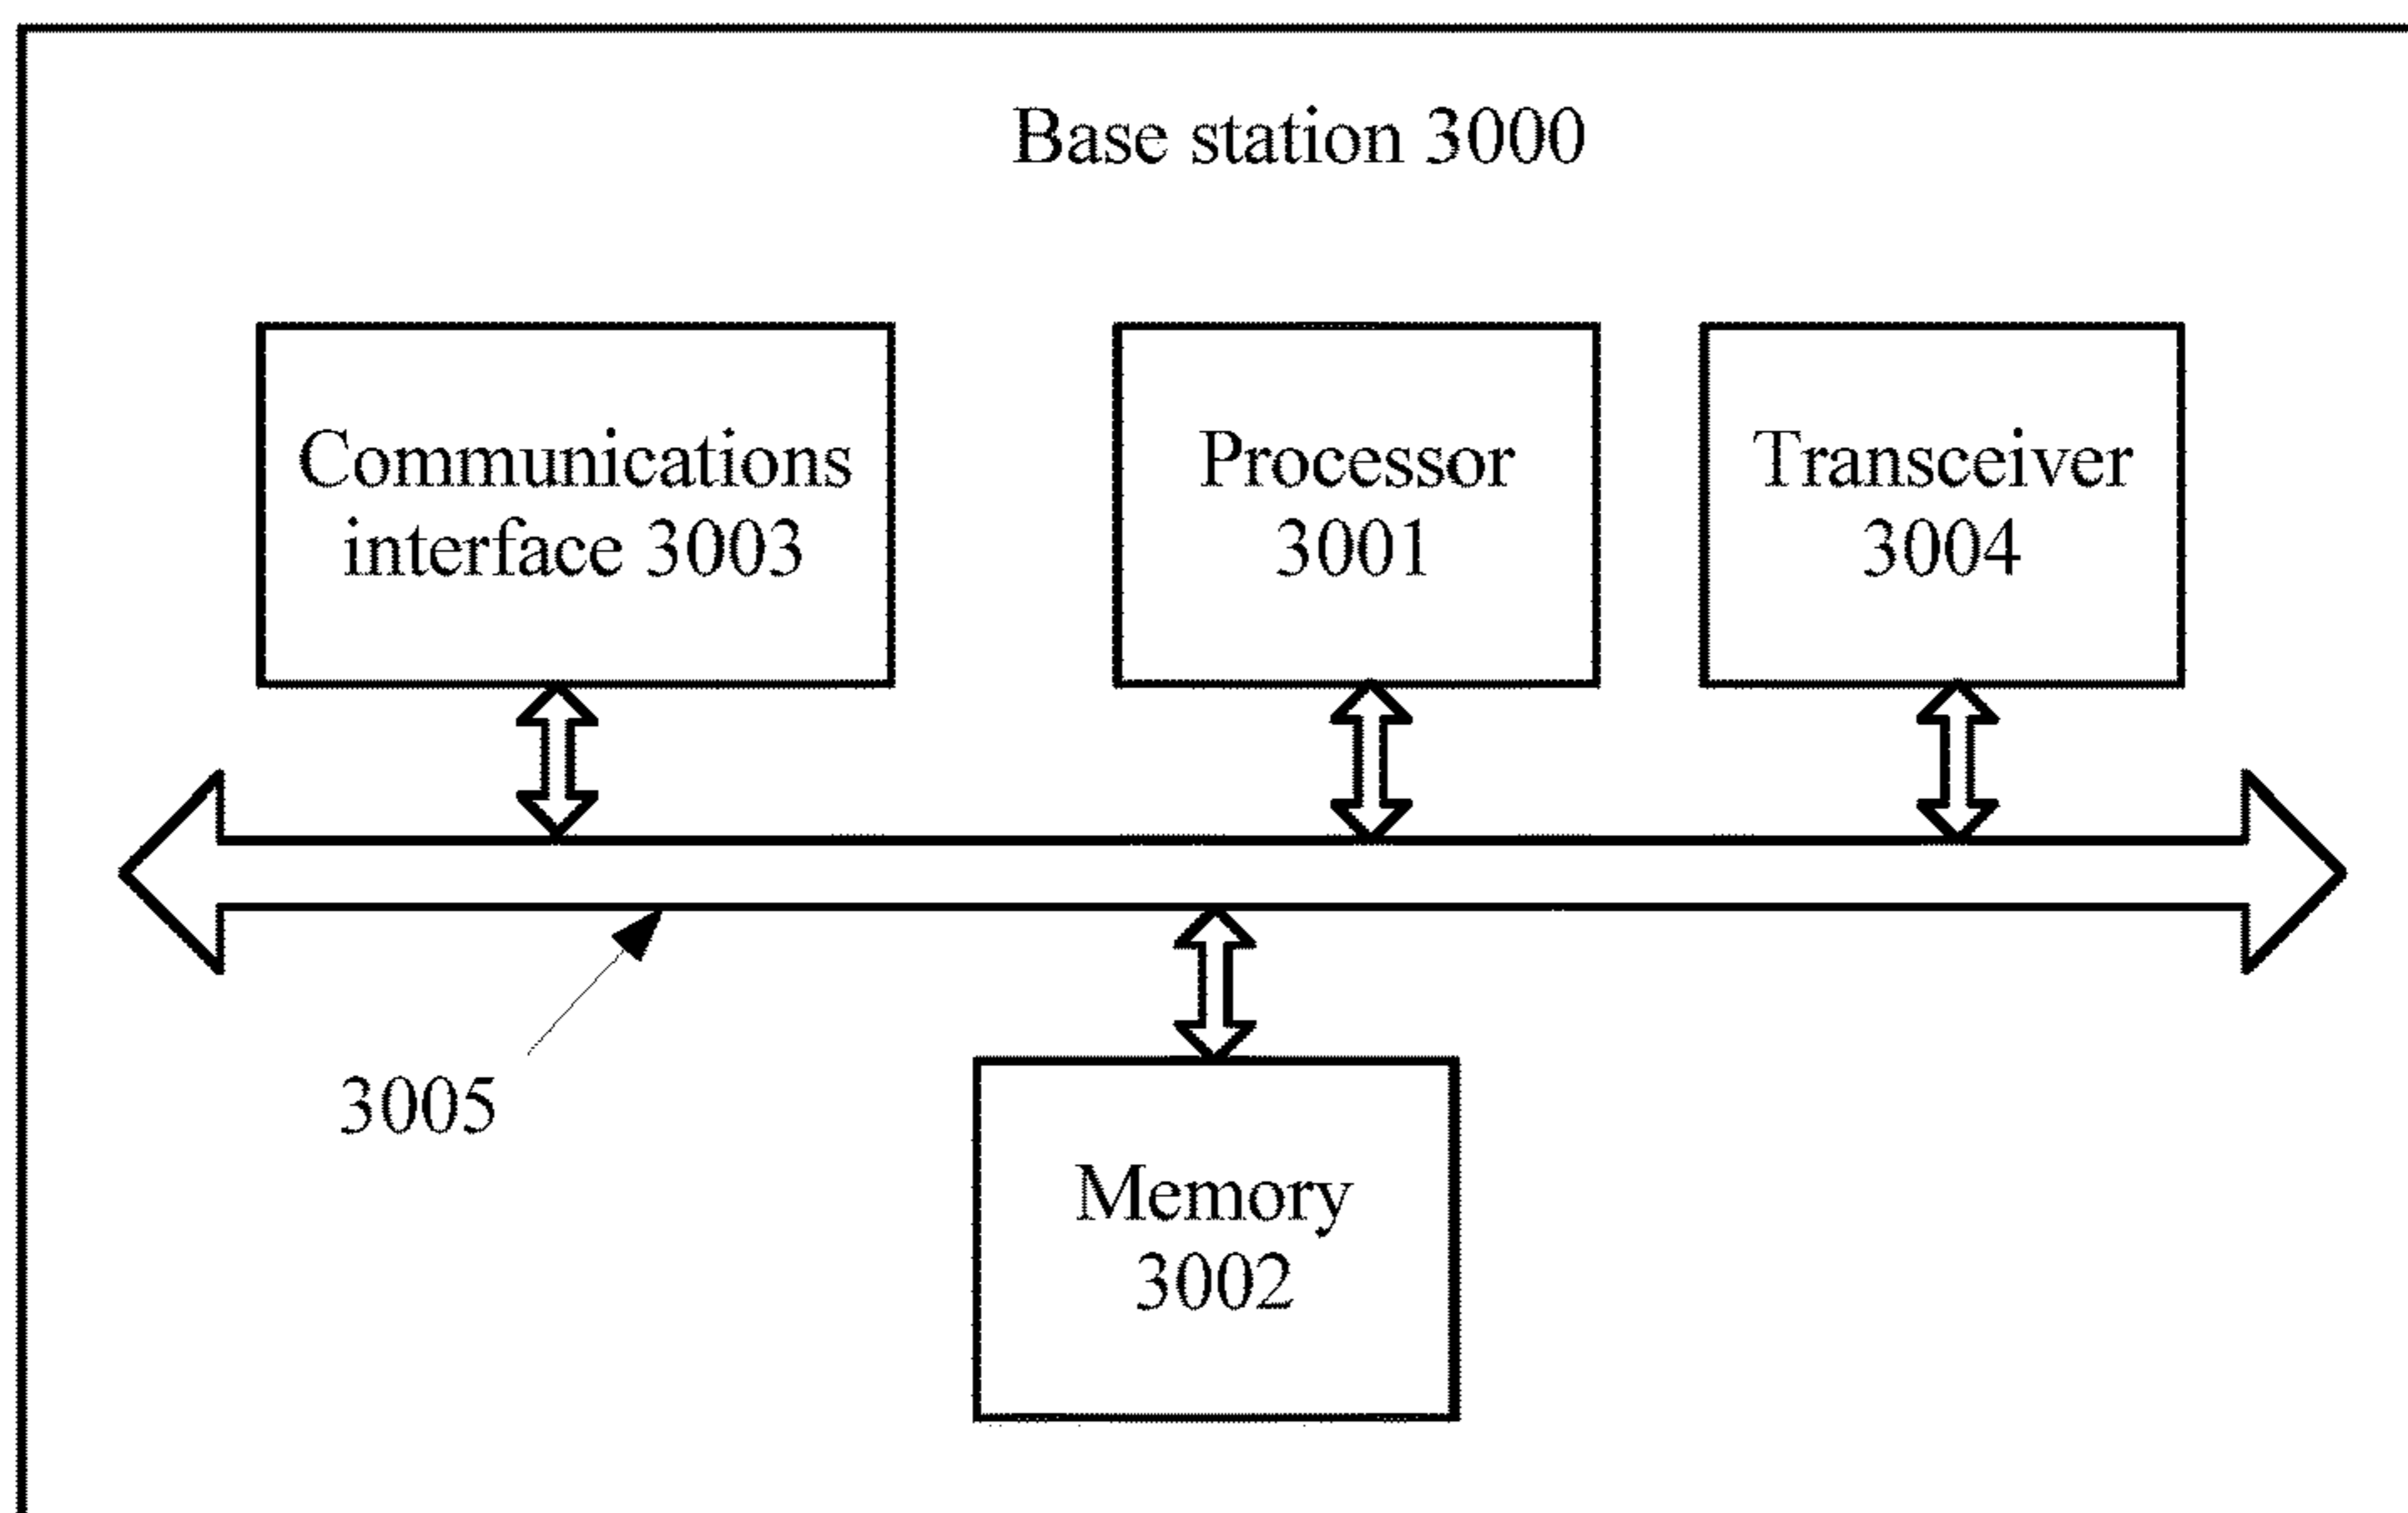 Base station 3000
Communications
interface 3003
Processor
3001
Transceiver
3004
3005
Memory
3002